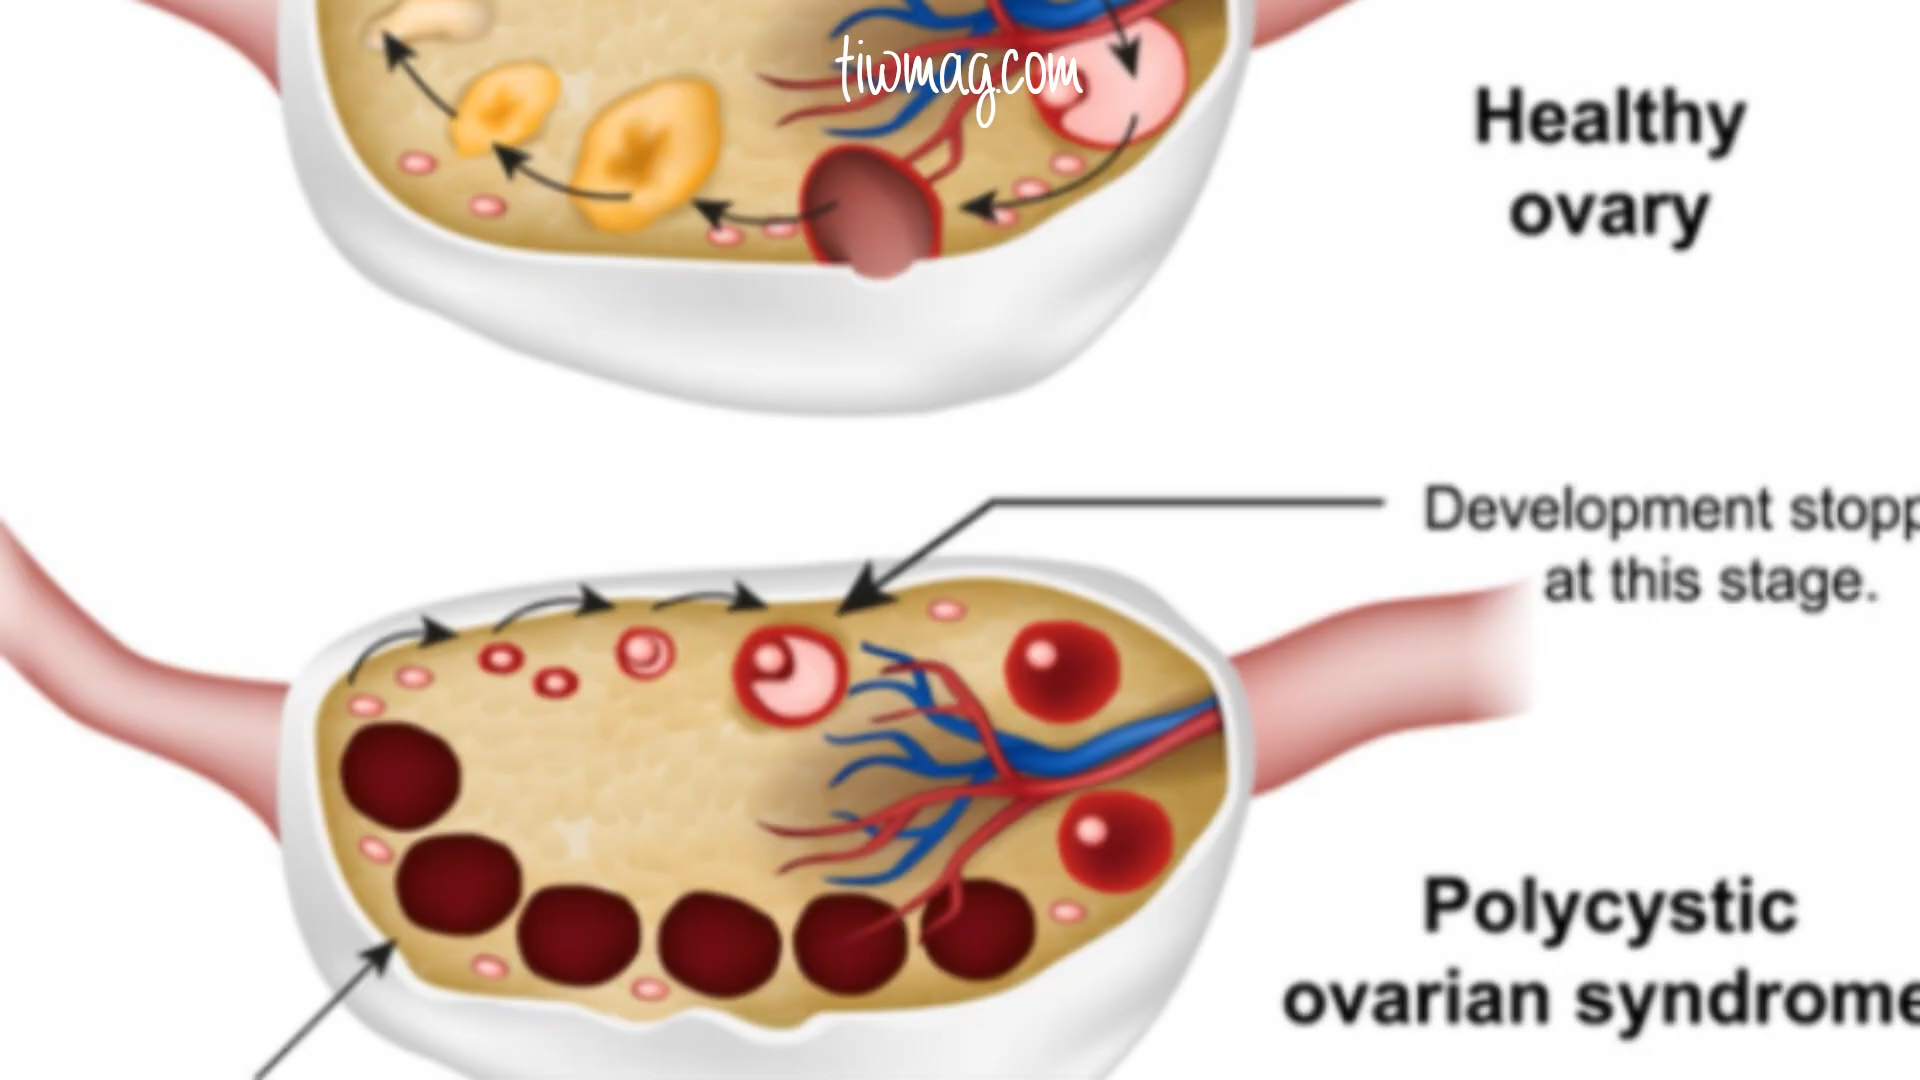 tiwmag.com
Healthy
ovary
Development stopp
at this stage.
Polycystic
ovarian syndrome